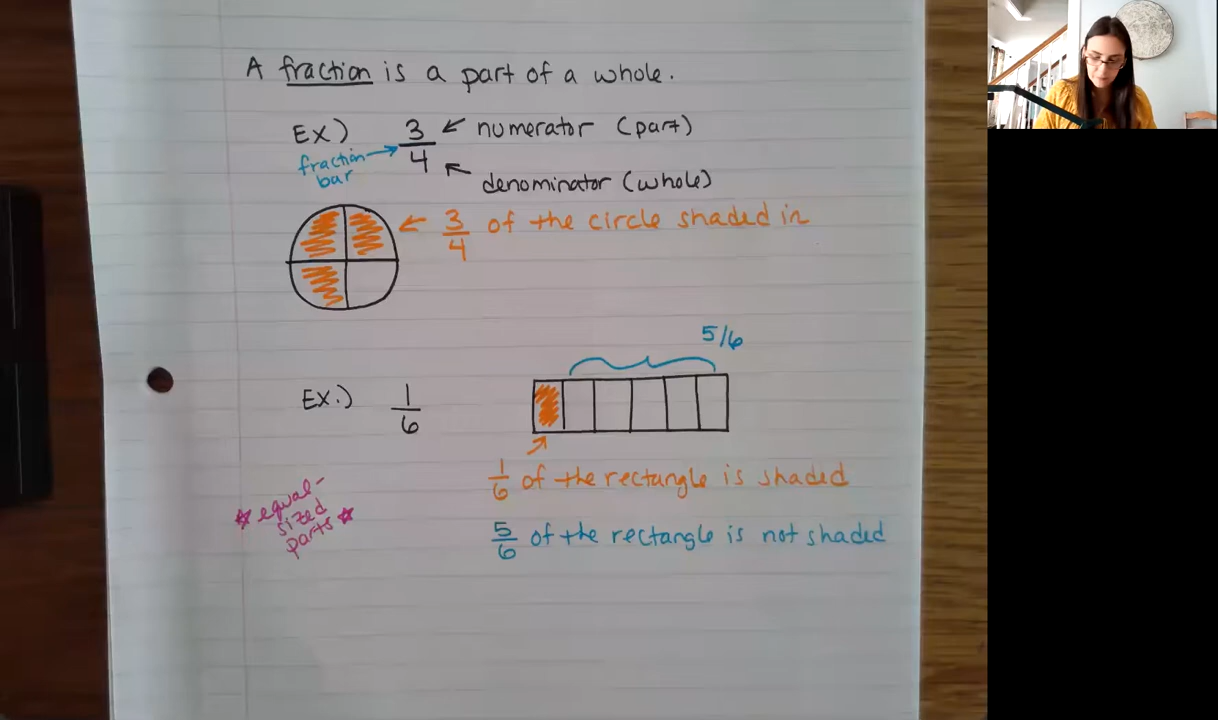 A fraction is a part of a whole.
EX) 3/4 ← numerator (part)
fraction
bar →
← denominator (whole)
← 3/4 of the circle shaded in
5/6
EX.) 1/6
1/6 of the rectangle is shaded
☆ equal-
sized
parts ☆
5/6 of the rectangle is not shaded